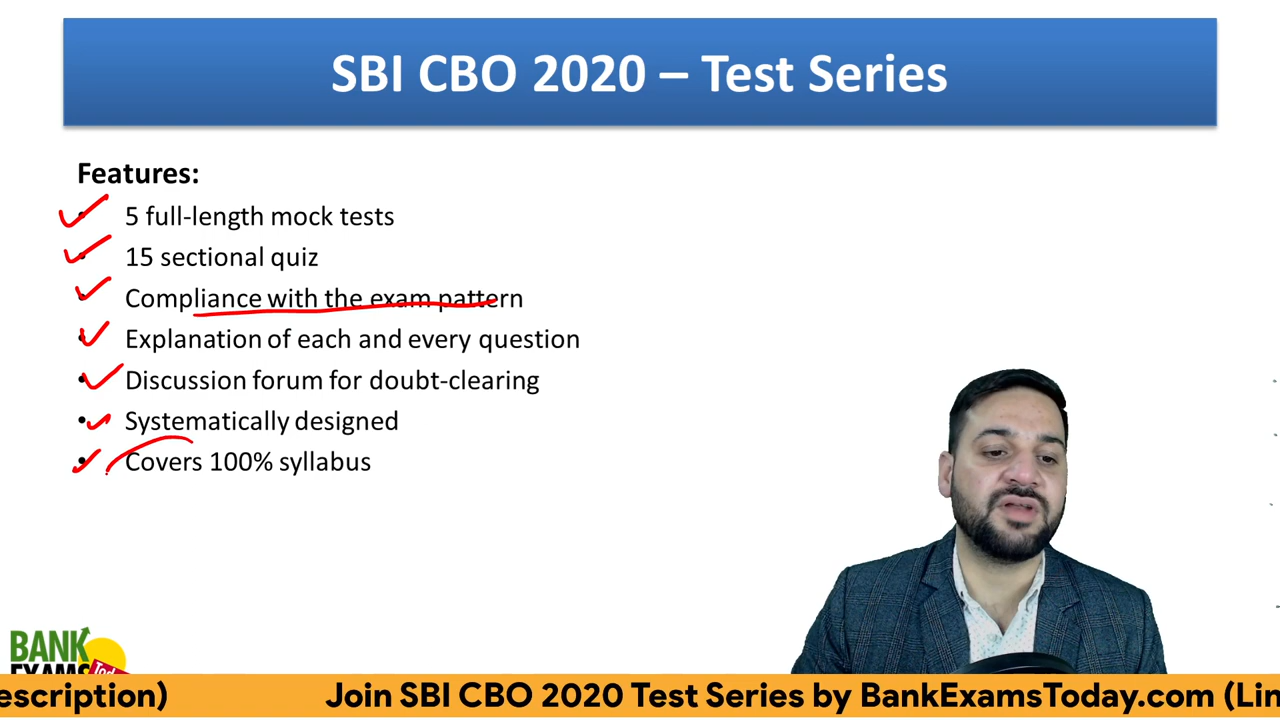 SBI CBO 2020 – Test Series
Features:
• 5 full-length mock tests
• 15 sectional quiz
• Compliance with the exam pattern
• Explanation of each and every question
• Discussion forum for doubt-clearing
• Systematically designed
• Covers 100% syllabus
BANK
EXAMS Today
escription) Join SBI CBO 2020 Test Series by BankExamsToday.com (Lin